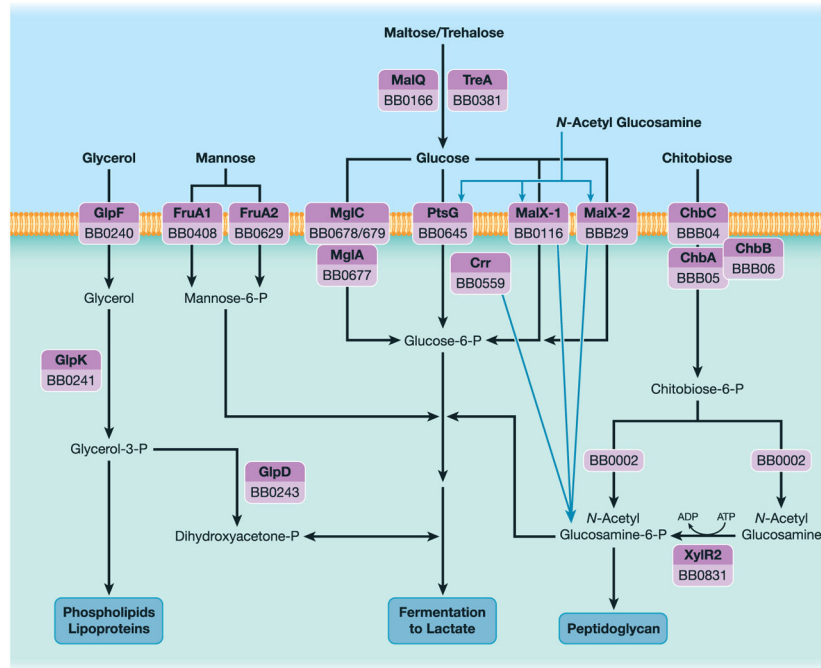 Maltose/Trehalose
MalQ
BB0166
TreA
BB0381
N-Acetyl Glucosamine
Glycerol
Mannose
Glucose
Chitobiose
GlpF
BB0240
FruA1
BB0408
FruA2
BB0629
MglC
BB0678/679
PtsG
BB0645
MalX-1
BB0116
MalX-2
BBB29
ChbC
BBB04
MglA
BB0677
Crr
BB0559
ChbA
BBB05
ChbB
BBB06
Glycerol
Mannose-6-P
Glucose-6-P
GlpK
BB0241
Chitobiose-6-P
Glycerol-3-P
GlpD
BB0243
BB0002
BB0002
Dihydroxyacetone-P
N-Acetyl
Glucosamine-6-P
ADP
ATP
N-Acetyl
Glucosamine
XylR2
BB0831
Phospholipids
Lipoproteins
Fermentation
to Lactate
Peptidoglycan